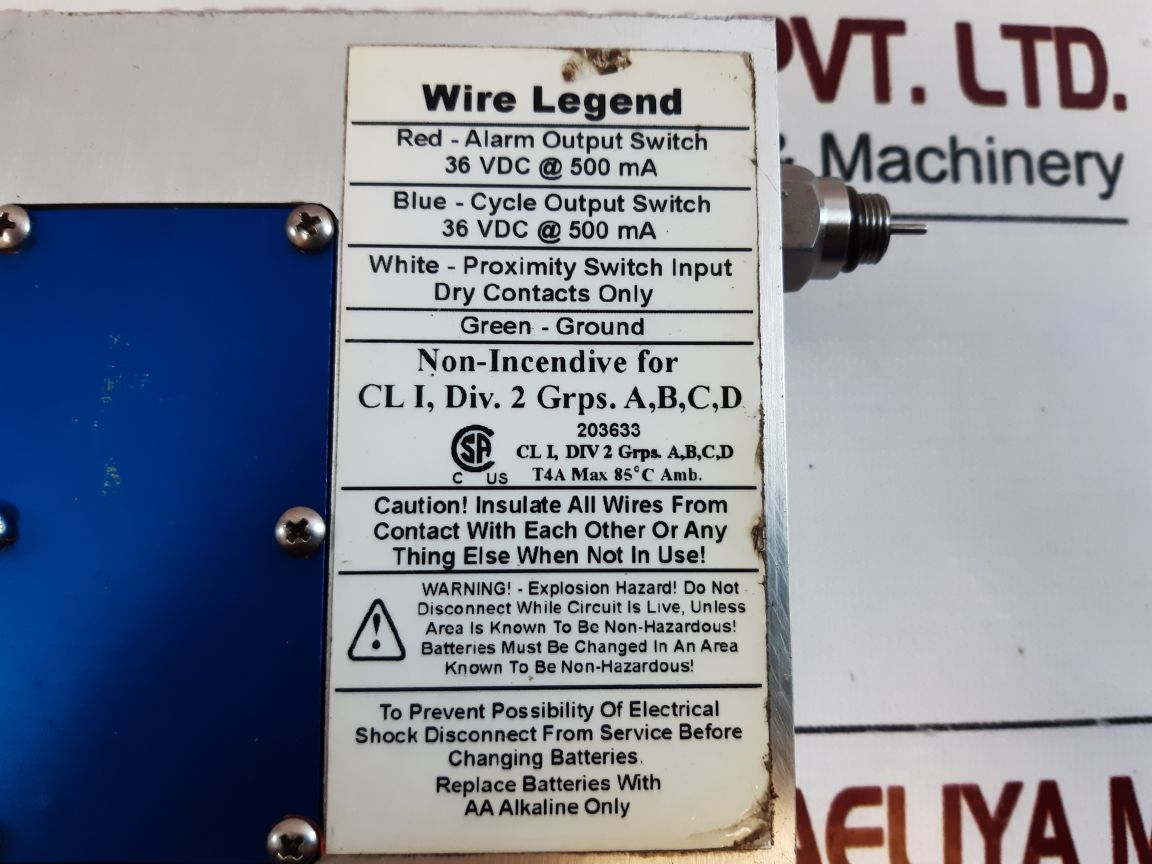 Wire Legend
Red - Alarm Output Switch
36 VDC @ 500 mA
Blue - Cycle Output Switch
36 VDC @ 500 mA
White - Proximity Switch Input
Dry Contacts Only
Green - Ground
Non-Incendive for
CL I, Div. 2 Grps. A,B,C,D
203633
CL I, DIV 2 Grps. A,B,C,D
T4A Max 85°C Amb.
SA
C US
Caution! Insulate All Wires From
Contact With Each Other Or Any
Thing Else When Not In Use!
WARNING! - Explosion Hazard! Do Not
Disconnect While Circuit Is Live, Unless
Area Is Known To Be Non-Hazardous!
Batteries Must Be Changed In An Area
Known To Be Non-Hazardous!
To Prevent Possibility Of Electrical
Shock Disconnect From Service Before
Changing Batteries.
Replace Batteries With
AA Alkaline Only
PVT. LTD.
& Machinery